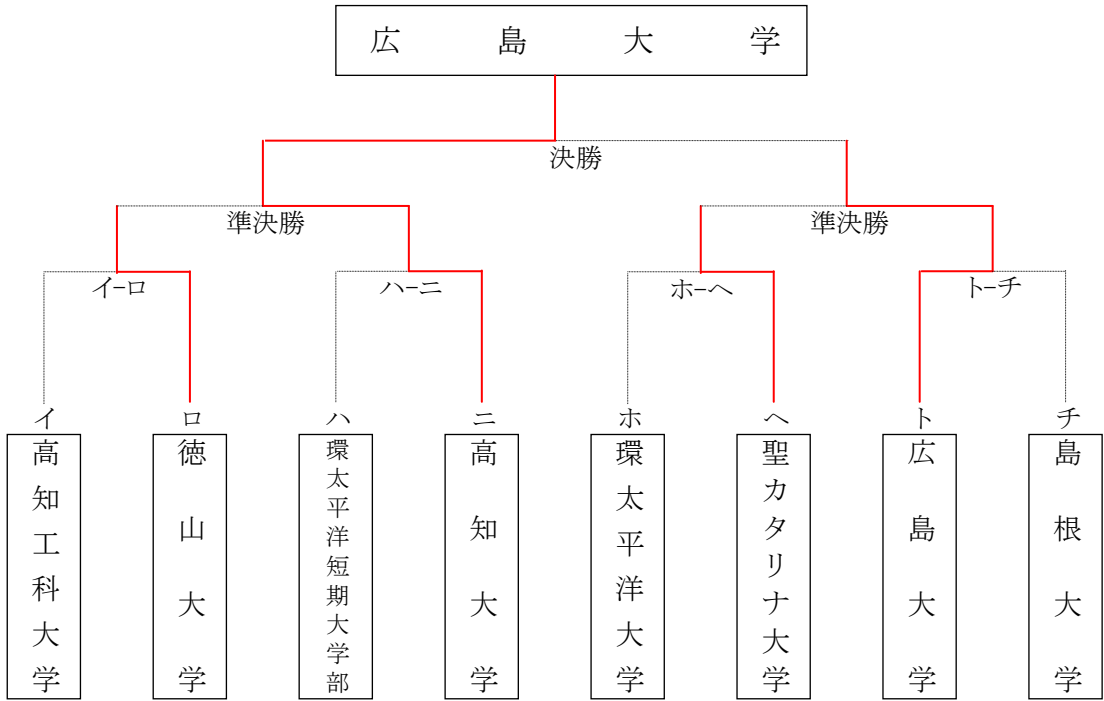 広島大学
決勝
準決勝
準決勝
イ-ロ
ハ-ニ
ホ-ヘ
ト-チ
イ
ロ
ハ
ニ
ホ
ヘ
ト
チ
高知工科大学
徳山大学
環太平洋短期大学部
高知大学
環太平洋大学
聖カタリナ大学
広島大学
島根大学